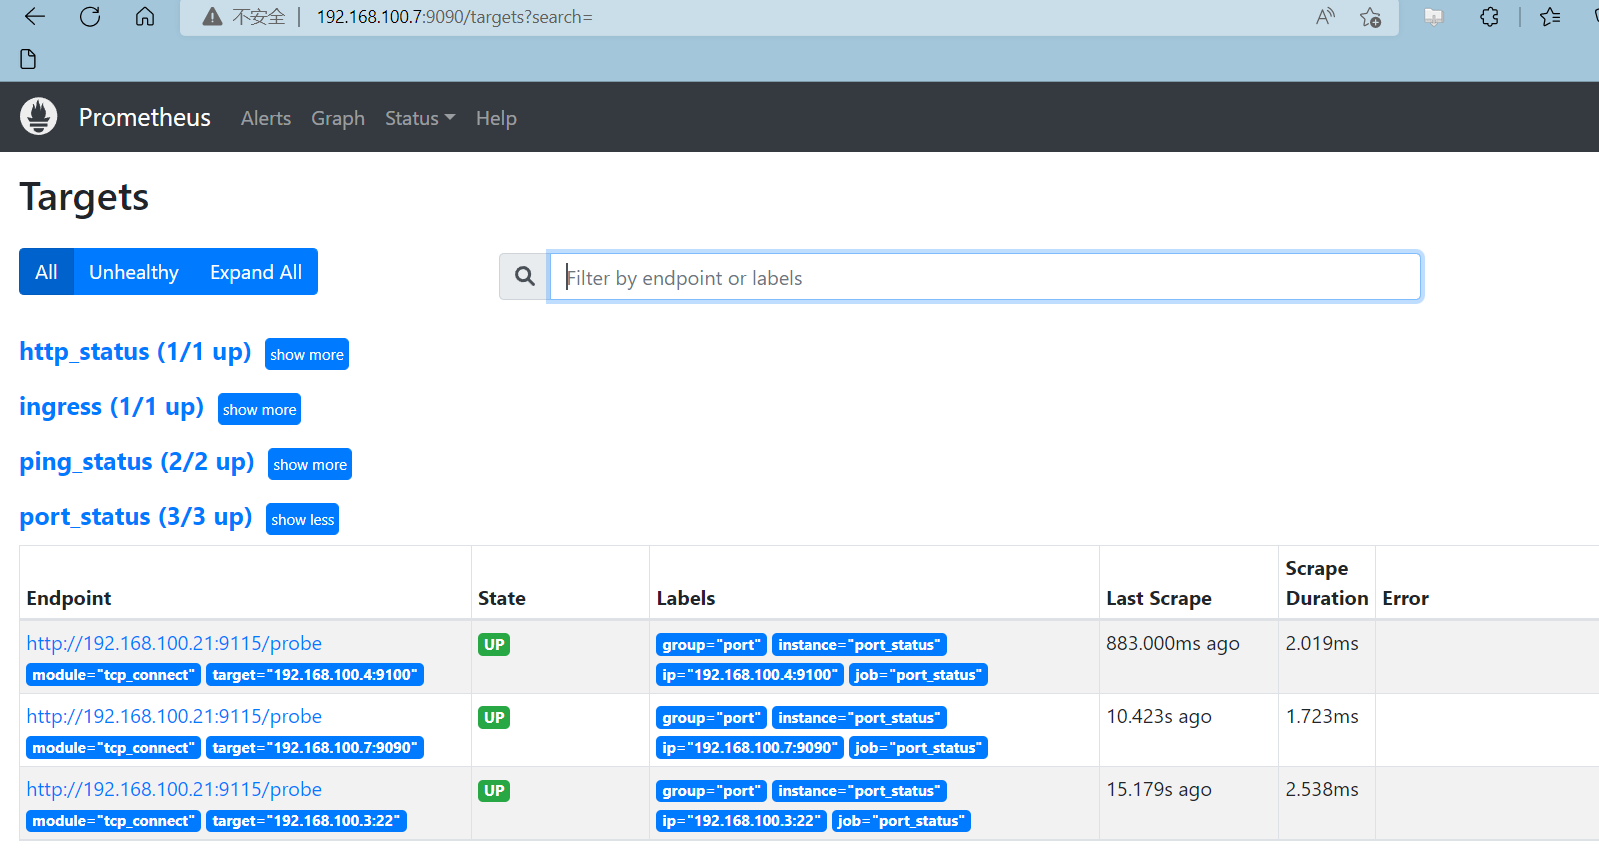 不安全 | 192.168.100.7:9090/targets?search=
Prometheus Alerts Graph Status Help
Targets
All Unhealthy Expand All Filter by endpoint or labels
http_status (1/1 up) show more
ingress (1/1 up) show more
ping_status (2/2 up) show more
port_status (3/3 up) show less
Endpoint State Labels Last Scrape Scrape Duration Error
http://192.168.100.21:9115/probe UP group="port" instance="port_status" 883.000ms ago 2.019ms
module="tcp_connect" target="192.168.100.4:9100" ip="192.168.100.4:9100" job="port_status"
http://192.168.100.21:9115/probe UP group="port" instance="port_status" 10.423s ago 1.723ms
module="tcp_connect" target="192.168.100.7:9090" ip="192.168.100.7:9090" job="port_status"
http://192.168.100.21:9115/probe UP group="port" instance="port_status" 15.179s ago 2.538ms
module="tcp_connect" target="192.168.100.3:22" ip="192.168.100.3:22" job="port_status"